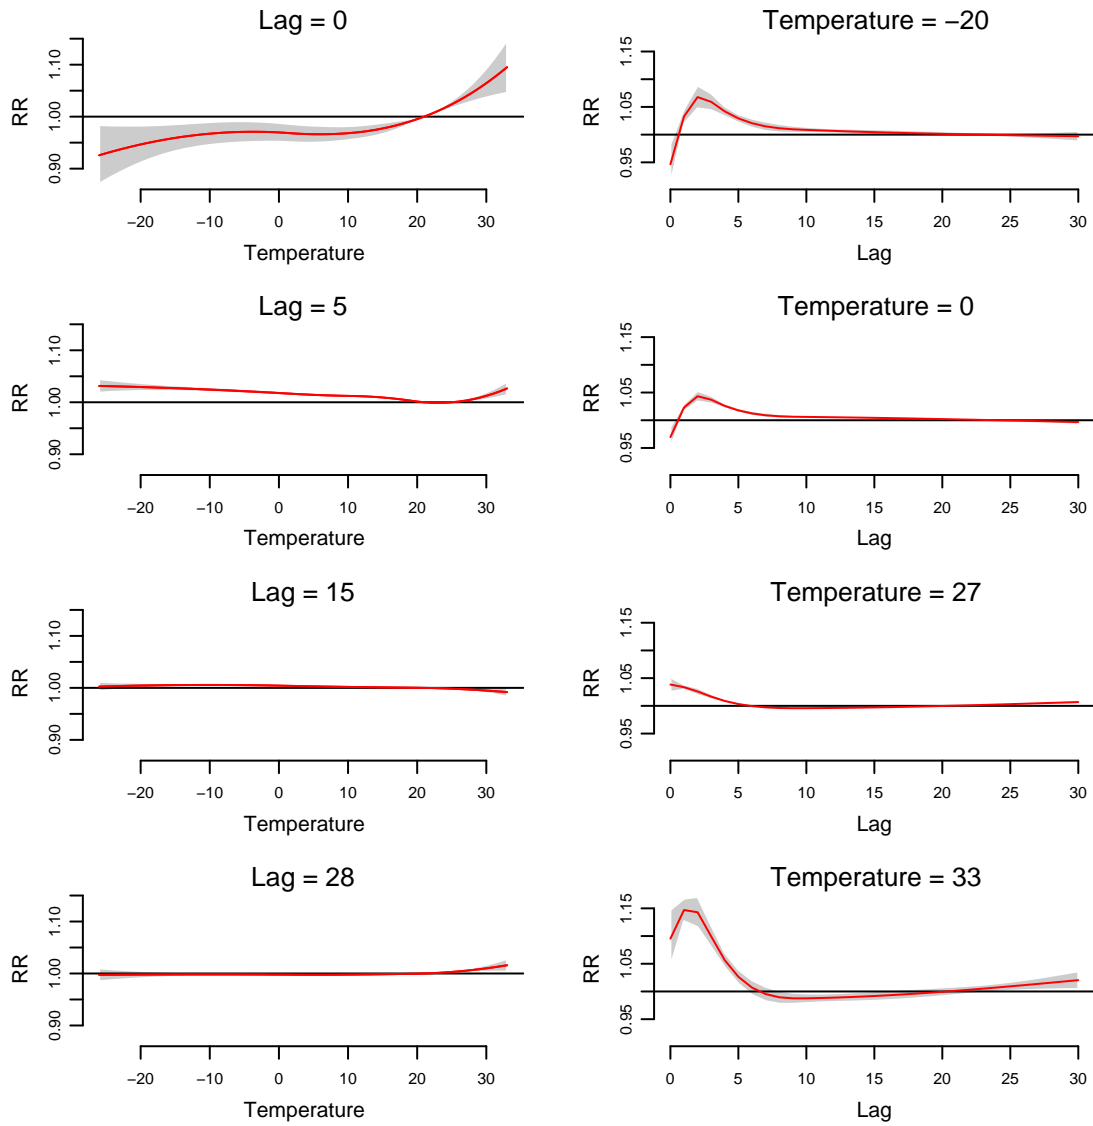 Lag = 0
RR
0.90 1.00 1.10
−20 −10 0 10 20 30
Temperature
Temperature = −20
RR
0.95 1.05 1.15
0 5 10 15 20 25 30
Lag
Lag = 5
RR
0.90 1.00 1.10
−20 −10 0 10 20 30
Temperature
Temperature = 0
RR
0.95 1.05 1.15
0 5 10 15 20 25 30
Lag
Lag = 15
RR
0.90 1.00 1.10
−20 −10 0 10 20 30
Temperature
Temperature = 27
RR
0.95 1.05 1.15
0 5 10 15 20 25 30
Lag
Lag = 28
RR
0.90 1.00 1.10
−20 −10 0 10 20 30
Temperature
Temperature = 33
RR
0.95 1.05 1.15
0 5 10 15 20 25 30
Lag